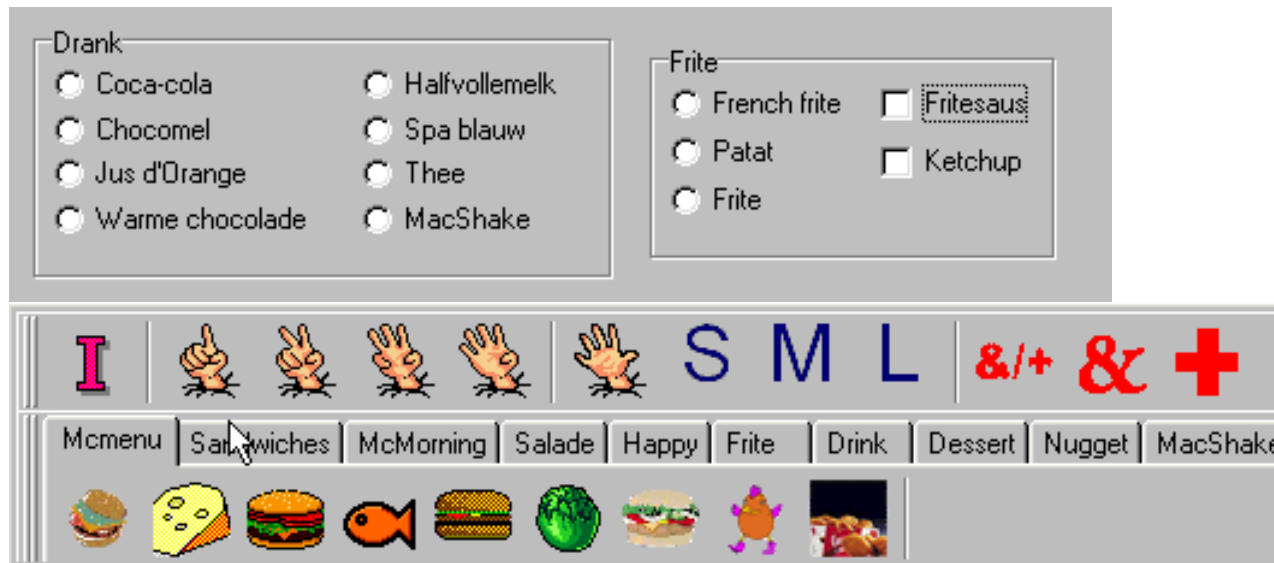 Drank
Coca-cola
Halfvollemelk
Chocomel
Spa blauw
Jus d'Orange
Thee
Warme chocolade
MacShake
Frite
French frite
Fritesaus
Patat
Ketchup
Frite
I S M L &/+ & +
Mcmenu Sandwiches McMorning Salade Happy Frite Drink Dessert Nugget MacShake